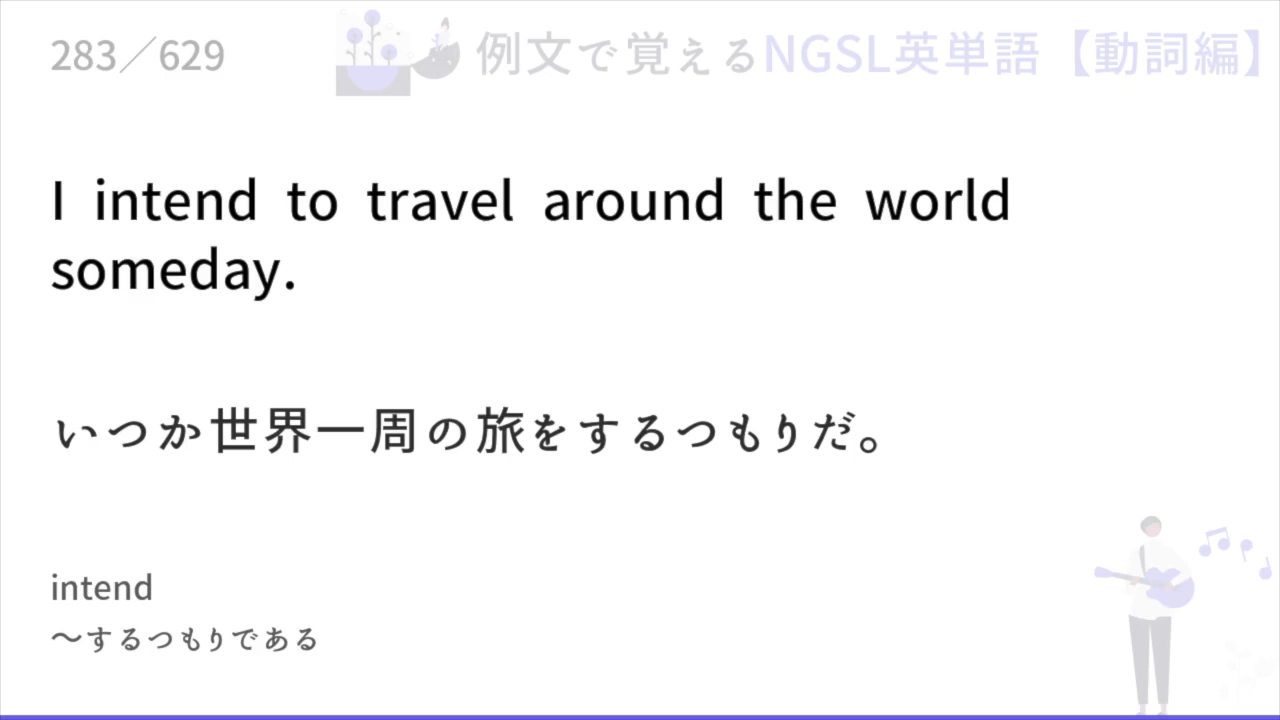 283／629
例文で覚えるNGSL英単語【動詞編】
I intend to travel around the world
someday.
いつか世界一周の旅をするつもりだ。
intend
〜するつもりである